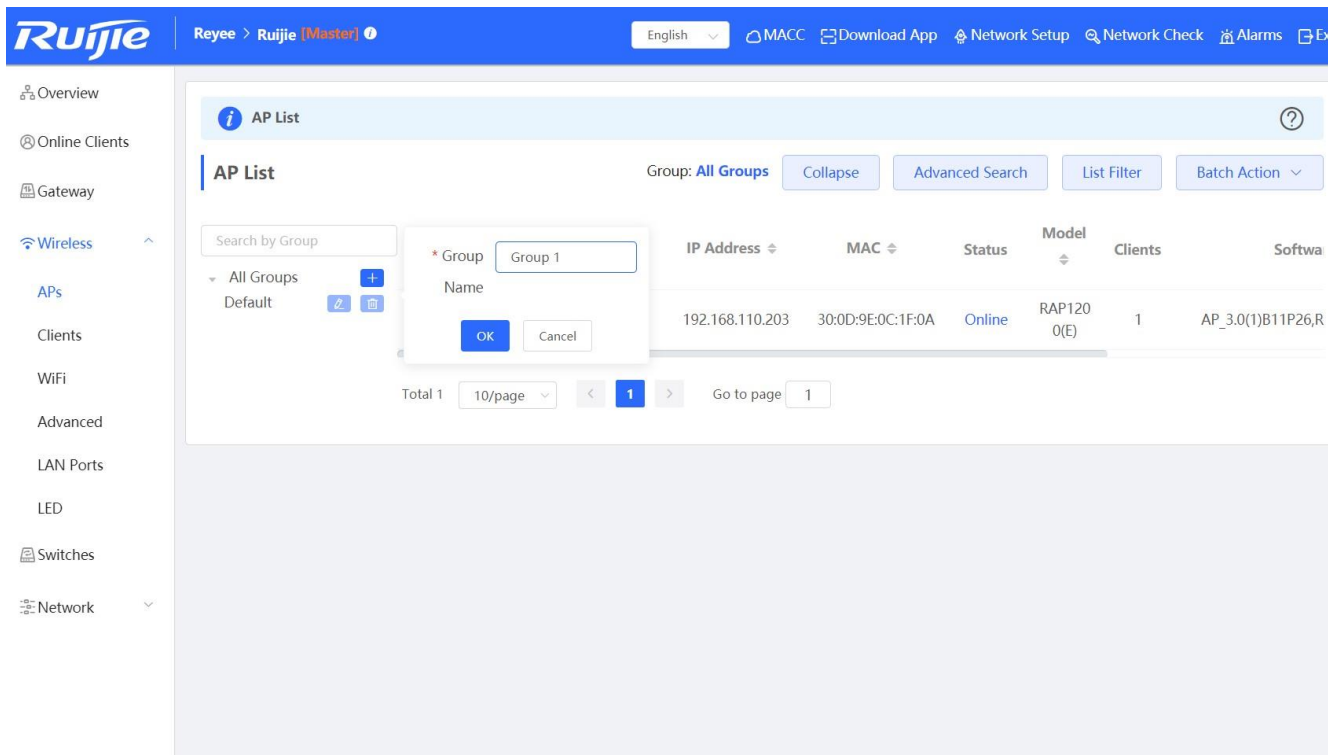 Ruijie
Reyee > Ruijie [Master]
English
MACC
Download App
Network Setup
Network Check
Alarms
Ex
Overview
Online Clients
Gateway
Wireless
APs
Clients
WiFi
Advanced
LAN Ports
LED
Switches
Network
AP List
AP List
Group: All Groups
Collapse
Advanced Search
List Filter
Batch Action
Search by Group
All Groups
Default
* Group
Name
Group 1
OK
Cancel
IP Address
MAC
Status
Model
Clients
Softwa
192.168.110.203
30:0D:9E:0C:1F:0A
Online
RAP120
0(E)
1
AP_3.0(1)B11P26,R
Total 1
10/page
1
Go to page
1